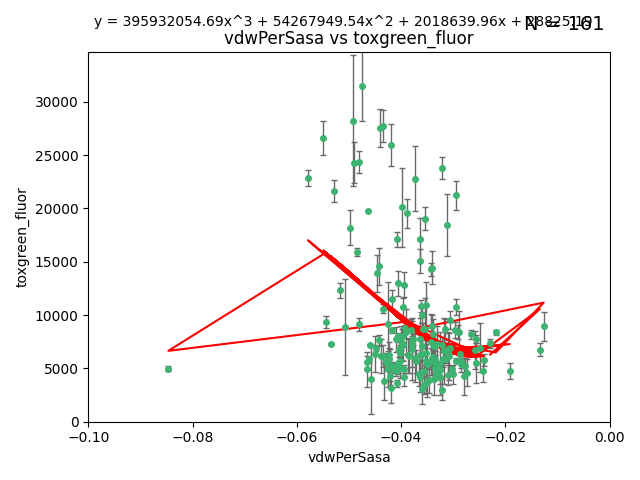 y = 395932054.69x^3 + 54267949.54x^2 + 2018639.96x +
N = 161
vdwPerSasa vs toxgreen_fluor
30000
25000
20000
15000
10000
5000
0
toxgreen_fluor
−0.10
−0.08
−0.06
−0.04
−0.02
0.00
vdwPerSasa